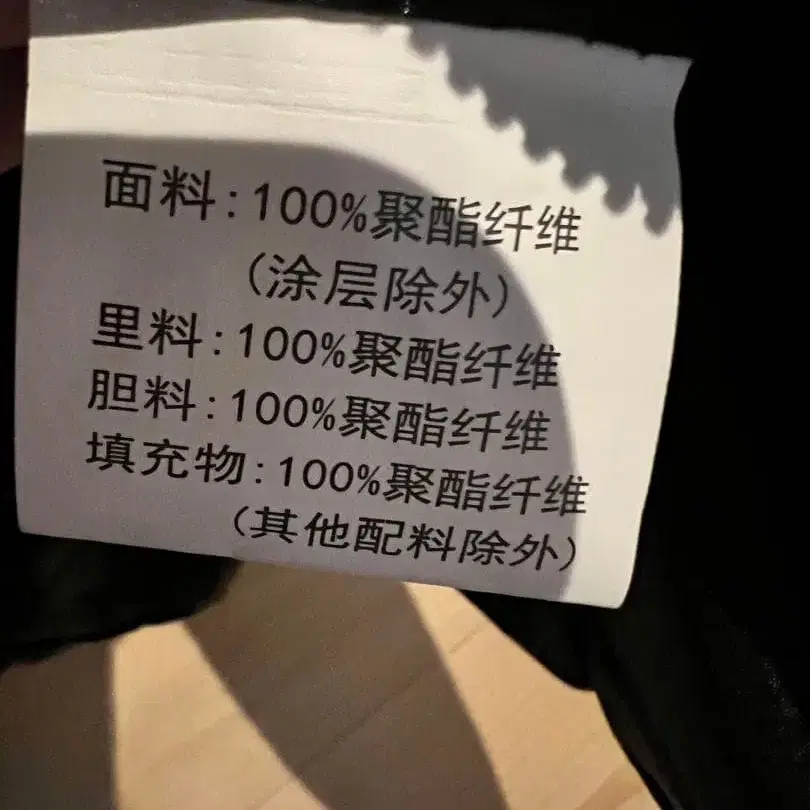 面料:100%聚酯纤维
(涂层除外)
里料:100%聚酯纤维
胆料:100%聚酯纤维
填充物:100%聚酯纤维
(其他配料除外)